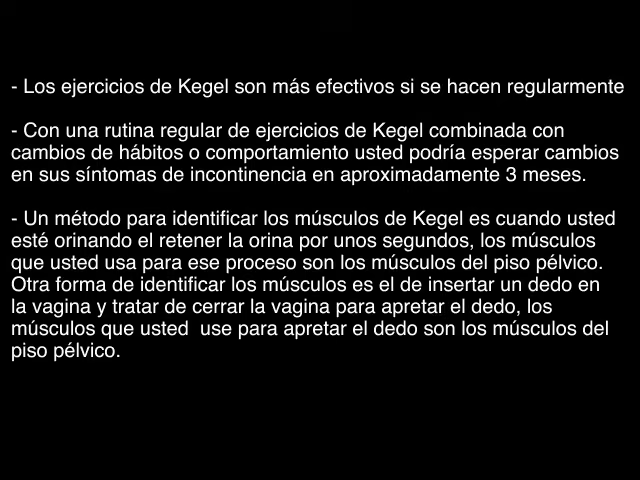 - Los ejercicios de Kegel son más efectivos si se hacen regularmente
- Con una rutina regular de ejercicios de Kegel combinada con
cambios de hábitos o comportamiento usted podría esperar cambios
en sus síntomas de incontinencia en aproximadamente 3 meses.
- Un método para identificar los músculos de Kegel es cuando usted
esté orinando el retener la orina por unos segundos, los músculos
que usted usa para ese proceso son los músculos del piso pélvico.
Otra forma de identificar los músculos es el de insertar un dedo en
la vagina y tratar de cerrar la vagina para apretar el dedo, los
músculos que usted  use para apretar el dedo son los músculos del
piso pélvico.